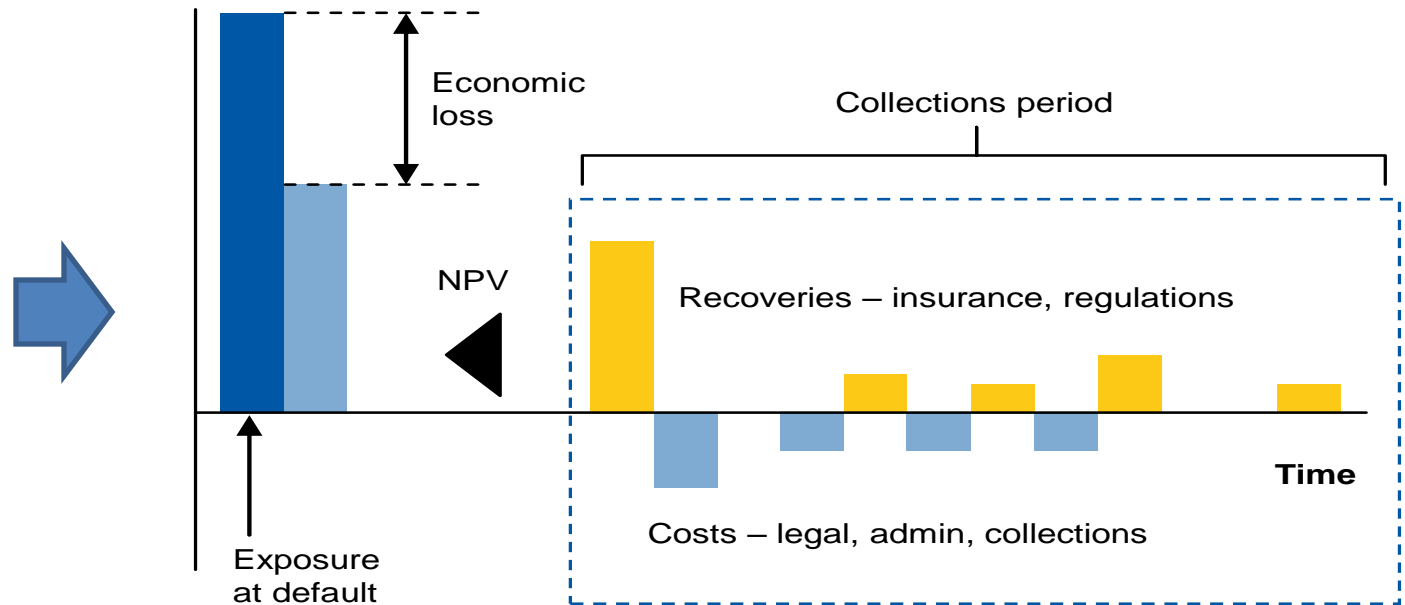 Economic
loss
Collections period
NPV
Recoveries – insurance, regulations
Time
Costs – legal, admin, collections
Exposure
at default